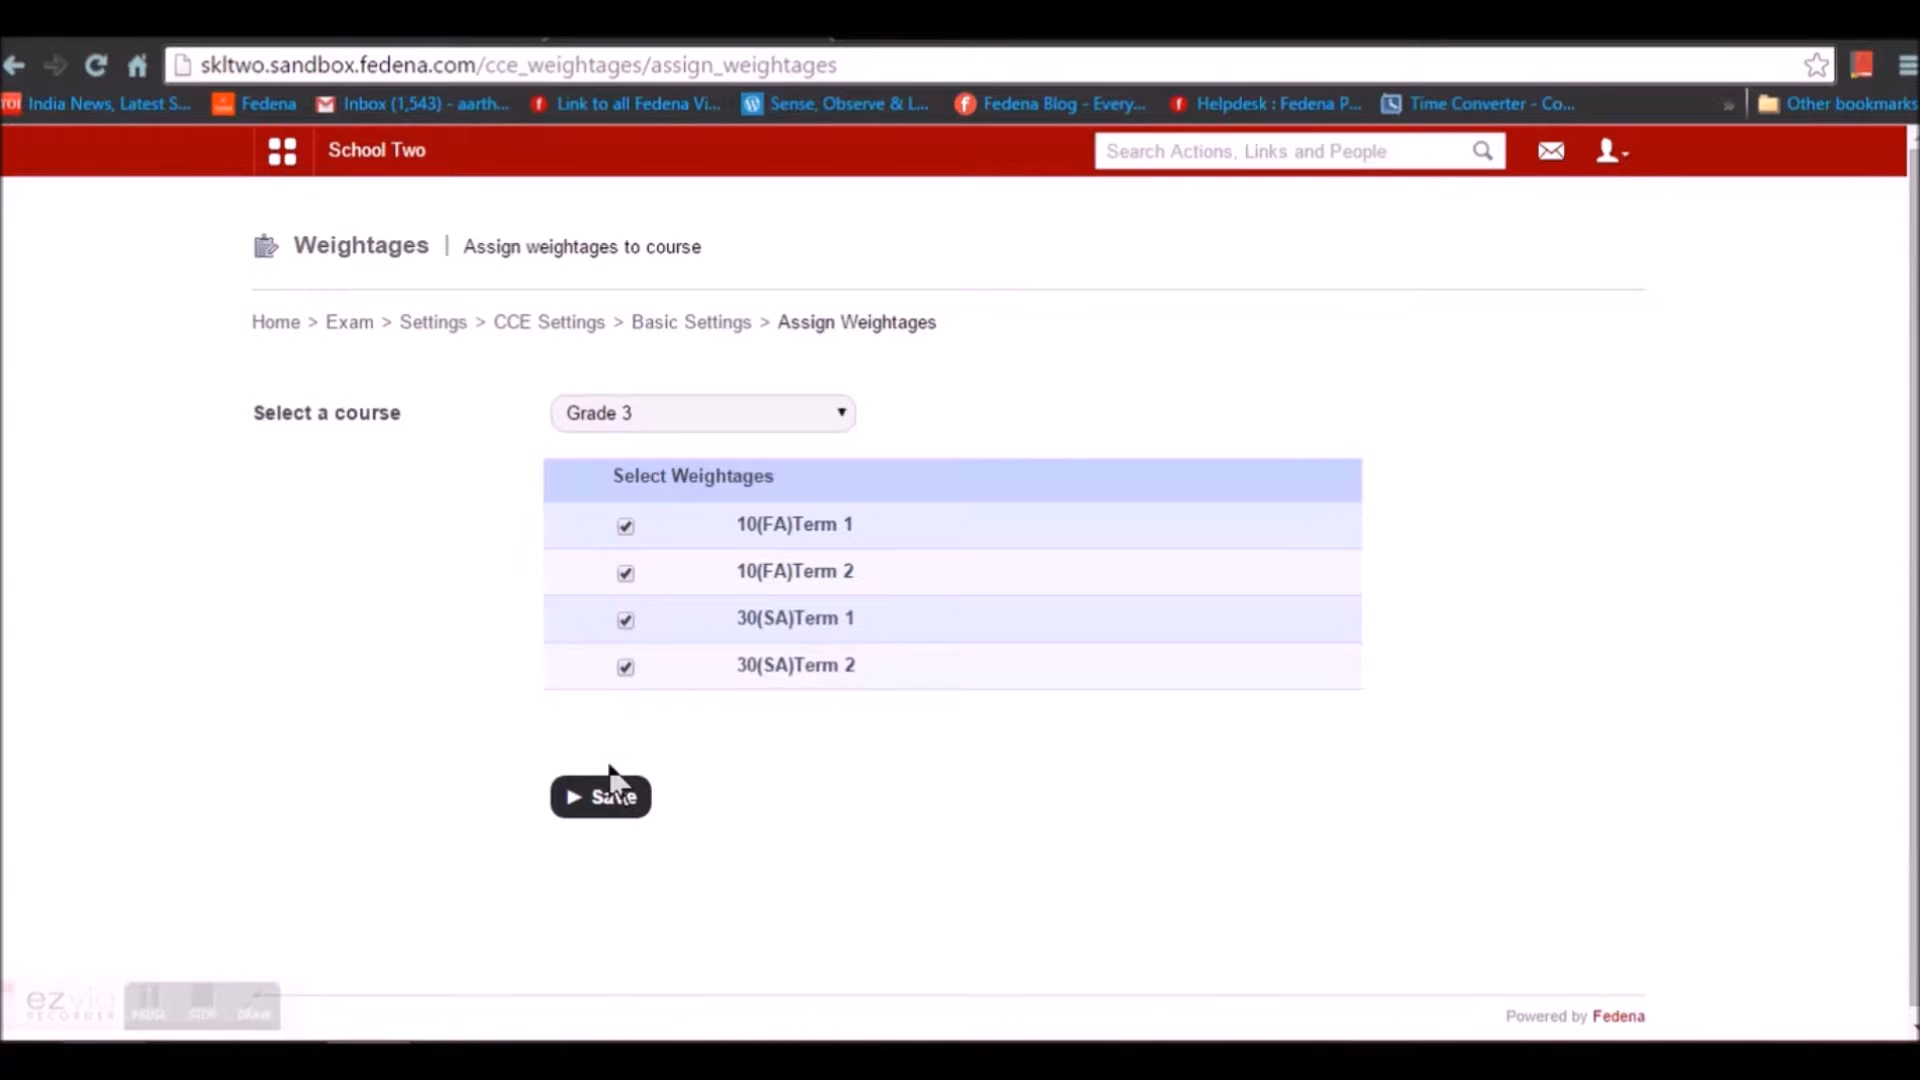 skltwo.sandbox.fedena.com/cce_weightages/assign_weightages
India News, Latest S... Fedena Inbox (1,543) - aarth... Link to all Fedena Vi... Sense, Observe & L... Fedena Blog - Every... Helpdesk : Fedena P... Time Converter - Co... » Other bookmarks
School Two Search Actions, Links and People
Weightages | Assign weightages to course
Home > Exam > Settings > CCE Settings > Basic Settings > Assign Weightages
Select a course Grade 3
Select Weightages
10(FA)Term 1
10(FA)Term 2
30(SA)Term 1
30(SA)Term 2
Save
RECORDER PAUSE STOP DRAW
Powered by Fedena